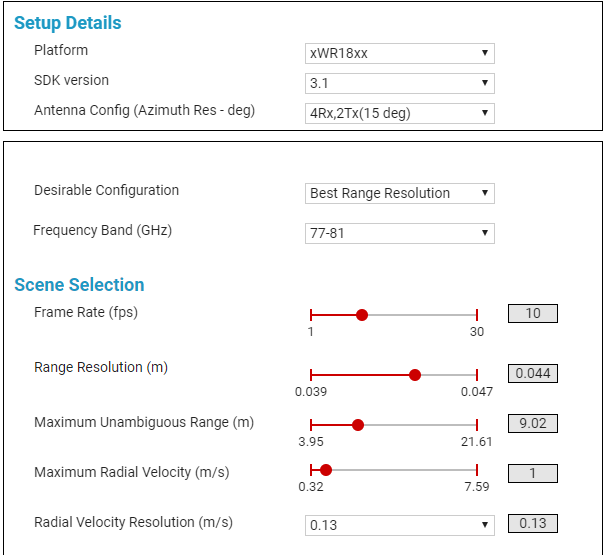 Setup Details
Platform xWR18xx
SDK version 3.1
Antenna Config (Azimuth Res - deg) 4Rx,2Tx(15 deg)
Desirable Configuration Best Range Resolution
Frequency Band (GHz) 77-81
Scene Selection
Frame Rate (fps) 10
1 30
Range Resolution (m) 0.044
0.039 0.047
Maximum Unambiguous Range (m) 9.02
3.95 21.61
Maximum Radial Velocity (m/s) 1
0.32 7.59
Radial Velocity Resolution (m/s) 0.13 0.13